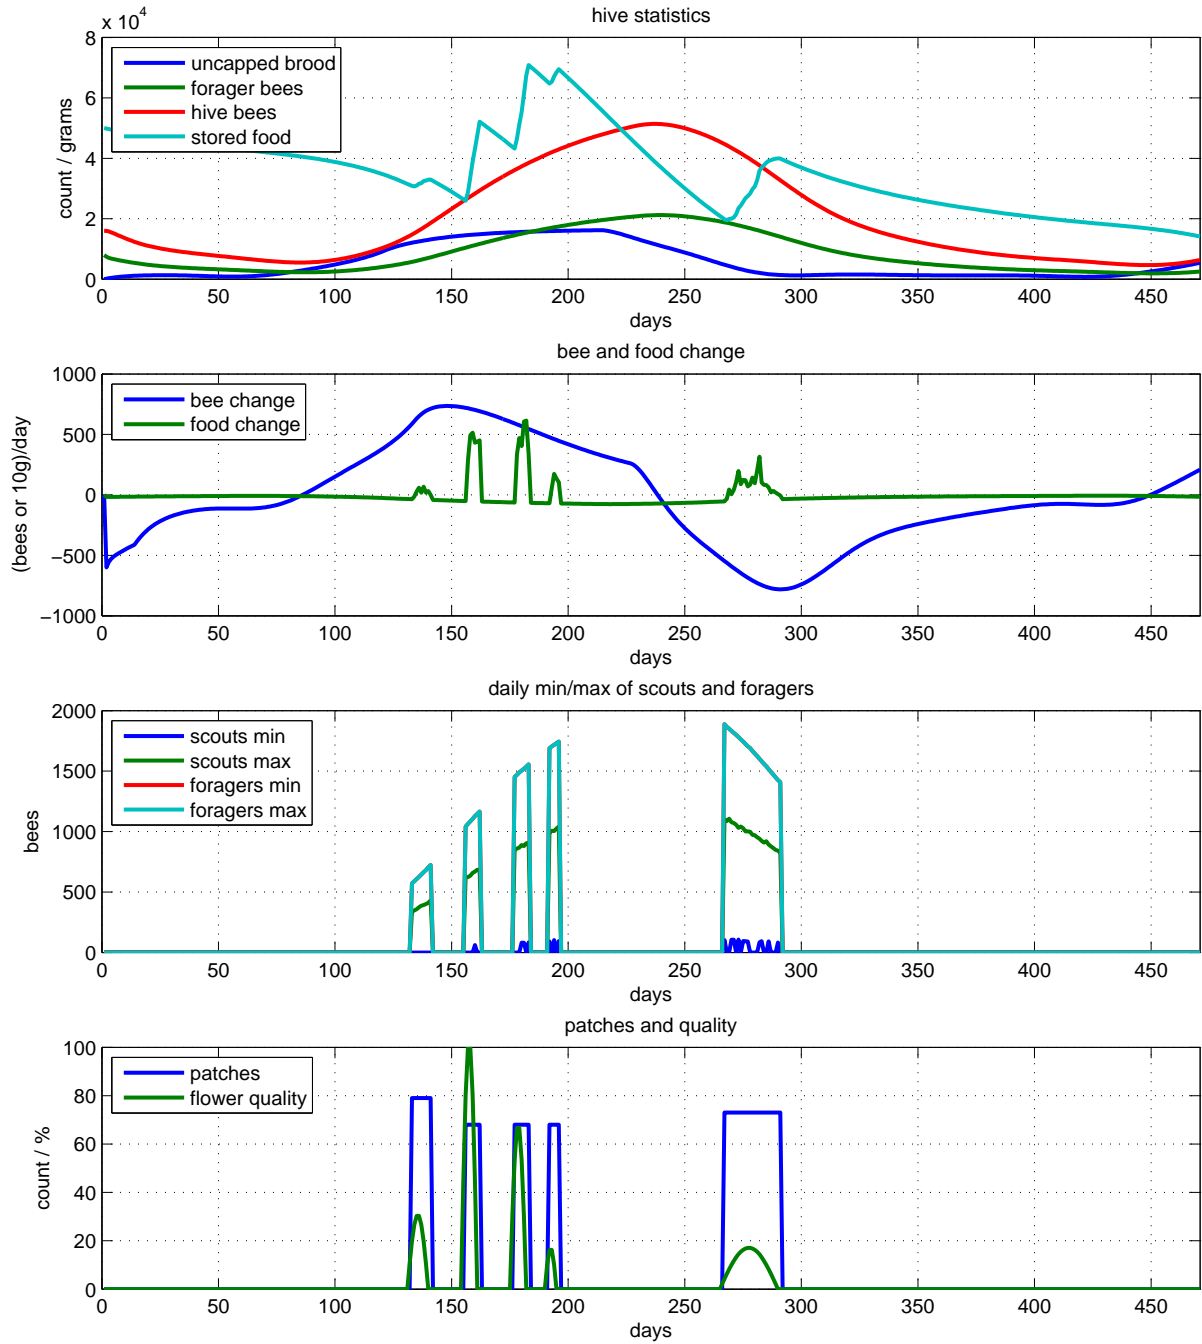 hive statistics
x 10^4
80
60
40
20
0
count / grams
uncapped brood
forager bees
hive bees
stored food
0 50 100 150 200 250 300 350 400 450
days
bee and food change
1000
500
0
−500
−1000
(bees or 10g)/day
bee change
food change
0 50 100 150 200 250 300 350 400 450
days
daily min/max of scouts and foragers
2000
1500
1000
500
0
bees
scouts min
scouts max
foragers min
foragers max
0 50 100 150 200 250 300 350 400 450
days
patches and quality
100
80
60
40
20
0
count / %
patches
flower quality
0 50 100 150 200 250 300 350 400 450
days